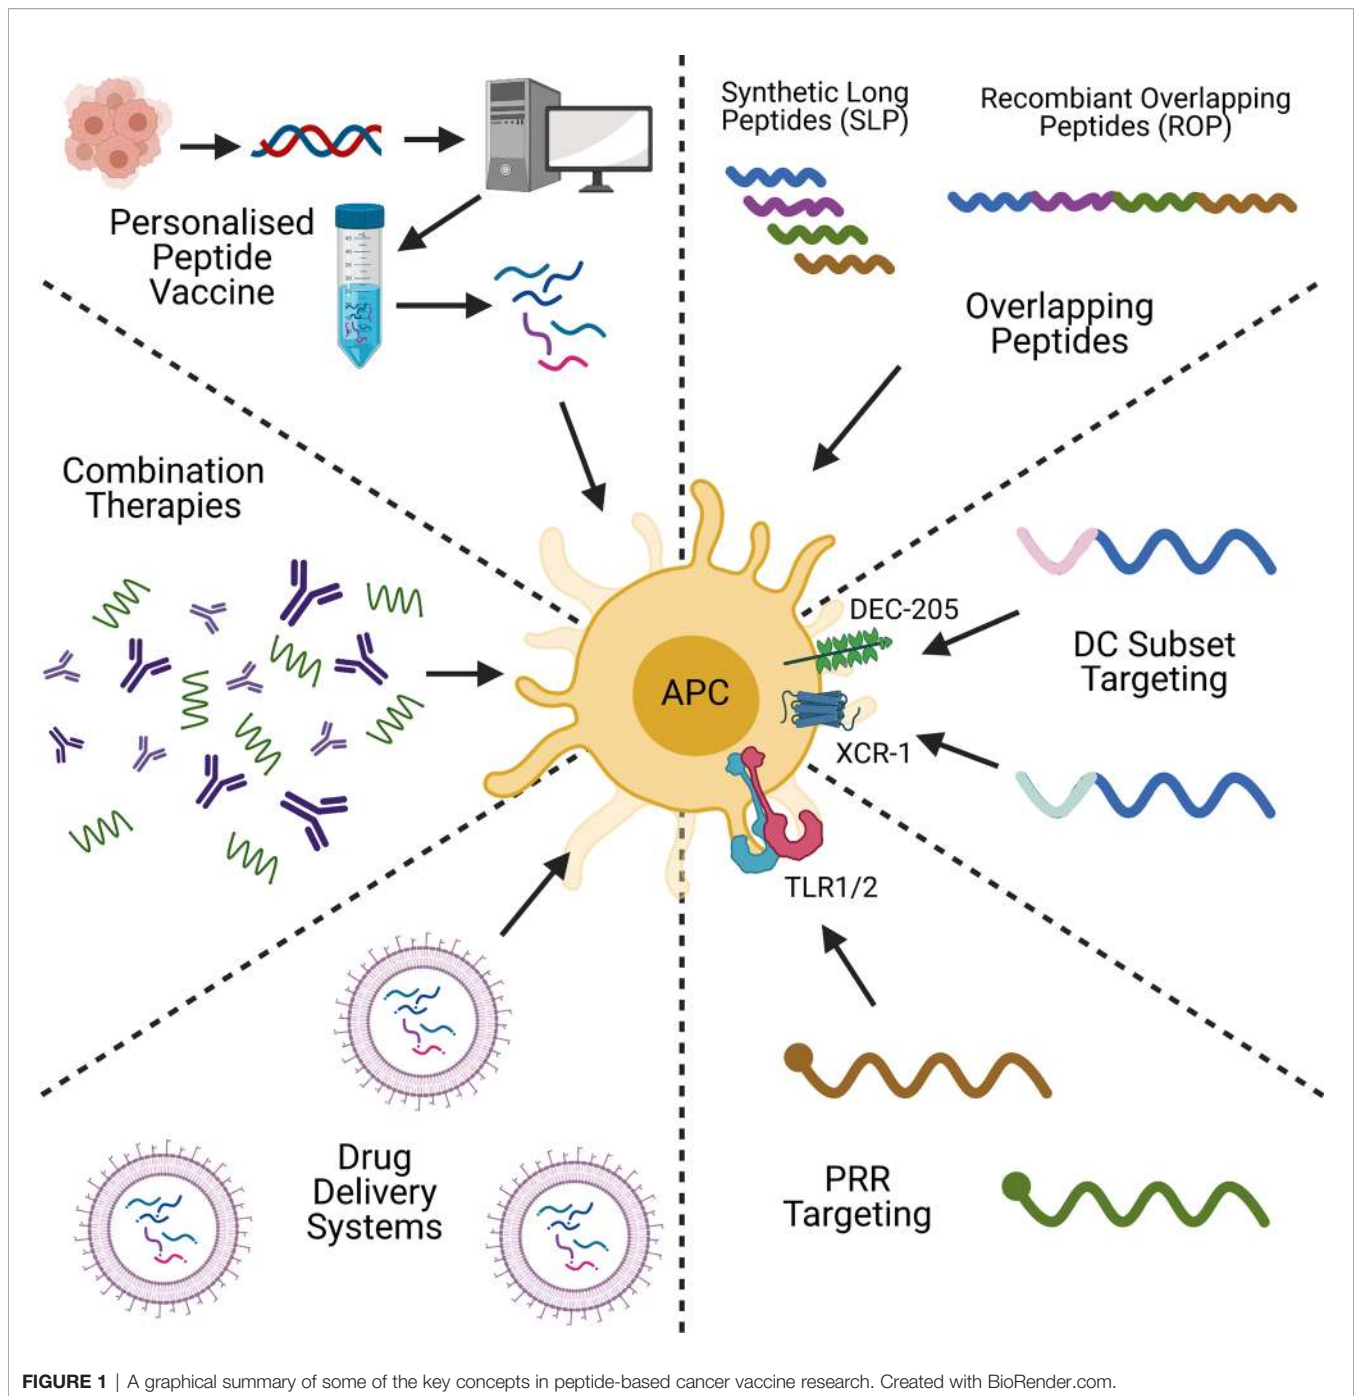 Synthetic Long
Peptides (SLP)
Recombiant Overlapping
Peptides (ROP)
Personalised
Peptide
Vaccine
Overlapping
Peptides
Combination
Therapies
DEC-205
DC Subset
Targeting
APC
XCR-1
TLR1/2
Drug
Delivery
Systems
PRR
Targeting
FIGURE 1 | A graphical summary of some of the key concepts in peptide-based cancer vaccine research. Created with BioRender.com.